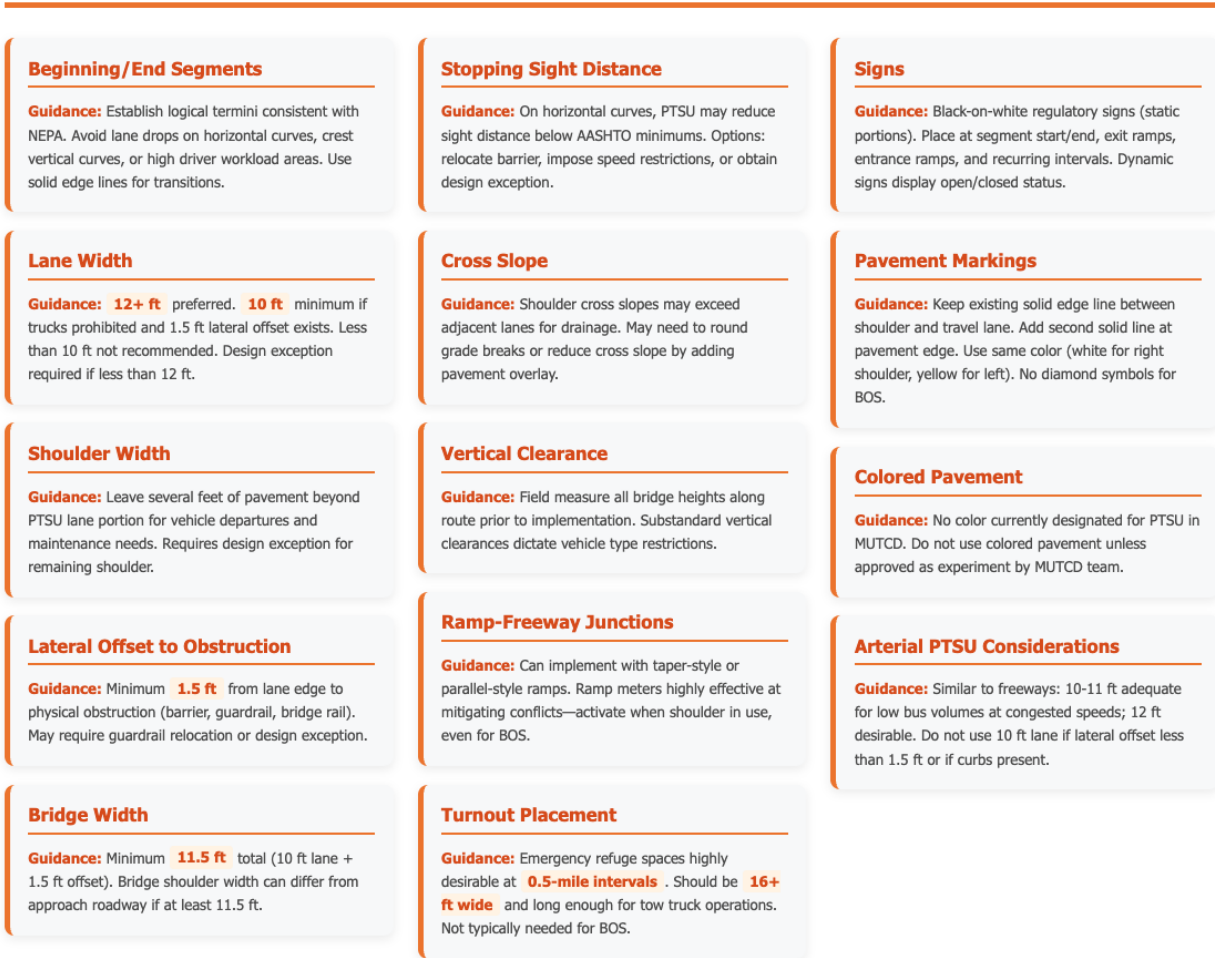 Beginning/End Segments
Guidance: Establish logical termini consistent with
NEPA. Avoid lane drops on horizontal curves, crest
vertical curves, or high driver workload areas. Use
solid edge lines for transitions.
Lane Width
Guidance: 12+ ft preferred. 10 ft minimum if
trucks prohibited and 1.5 ft lateral offset exists. Less
than 10 ft not recommended. Design exception
required if less than 12 ft.
Shoulder Width
Guidance: Leave several feet of pavement beyond
PTSU lane portion for vehicle departures and
maintenance needs. Requires design exception for
remaining shoulder.
Lateral Offset to Obstruction
Guidance: Minimum 1.5 ft from lane edge to
physical obstruction (barrier, guardrail, bridge rail).
May require guardrail relocation or design exception.
Bridge Width
Guidance: Minimum 11.5 ft total (10 ft lane +
1.5 ft offset). Bridge shoulder width can differ from
approach roadway if at least 11.5 ft.
Stopping Sight Distance
Guidance: On horizontal curves, PTSU may reduce
sight distance below AASHTO minimums. Options:
relocate barrier, impose speed restrictions, or obtain
design exception.
Cross Slope
Guidance: Shoulder cross slopes may exceed
adjacent lanes for drainage. May need to round
grade breaks or reduce cross slope by adding
pavement overlay.
Vertical Clearance
Guidance: Field measure all bridge heights along
route prior to implementation. Substandard vertical
clearances dictate vehicle type restrictions.
Ramp-Freeway Junctions
Guidance: Can implement with taper-style or
parallel-style ramps. Ramp meters highly effective at
mitigating conflicts—activate when shoulder in use,
even for BOS.
Turnout Placement
Guidance: Emergency refuge spaces highly
desirable at 0.5-mile intervals . Should be 16+
ft wide and long enough for tow truck operations.
Not typically needed for BOS.
Signs
Guidance: Black-on-white regulatory signs (static
portions). Place at segment start/end, exit ramps,
entrance ramps, and recurring intervals. Dynamic
signs display open/closed status.
Pavement Markings
Guidance: Keep existing solid edge line between
shoulder and travel lane. Add second solid line at
pavement edge. Use same color (white for right
shoulder, yellow for left). No diamond symbols for
BOS.
Colored Pavement
Guidance: No color currently designated for PTSU in
MUTCD. Do not use colored pavement unless
approved as experiment by MUTCD team.
Arterial PTSU Considerations
Guidance: Similar to freeways: 10-11 ft adequate
for low bus volumes at congested speeds; 12 ft
desirable. Do not use 10 ft lane if lateral offset less
than 1.5 ft or if curbs present.